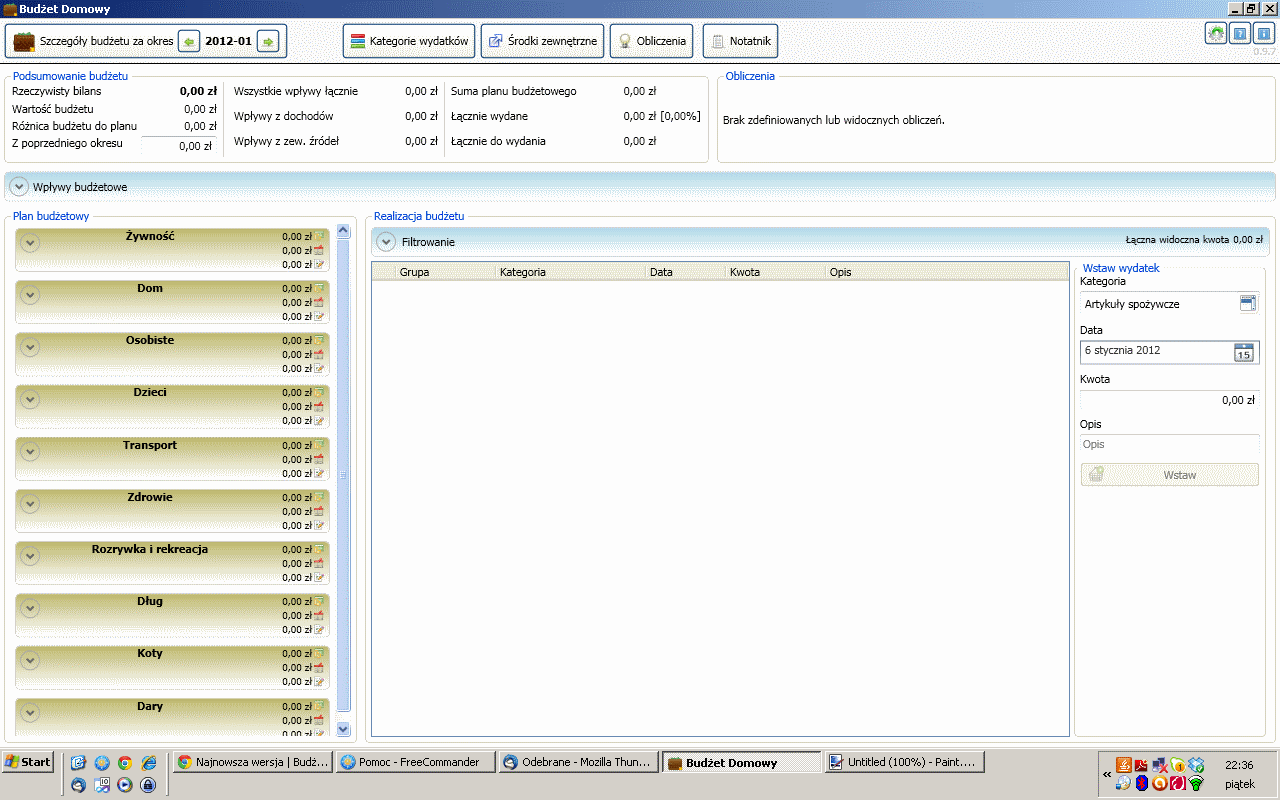 Budżet Domowy
Szczegóły budżetu za okres 2012-01 Kategorie wydatków Środki zewnętrzne Obliczenia Notatnik
0.9.7
Podsumowanie budżetu
Rzeczywisty bilans 0,00 zł
Wartość budżetu 0,00 zł
Różnica budżetu do planu 0,00 zł
Z poprzedniego okresu 0,00 zł
Wszystkie wpływy łącznie 0,00 zł
Wpływy z dochodów 0,00 zł
Wpływy z zew. źródeł 0,00 zł
Suma planu budżetowego 0,00 zł
Łącznie wydane 0,00 zł [0,00%]
Łącznie do wydania 0,00 zł
Obliczenia
Brak zdefiniowanych lub widocznych obliczeń.
Wpływy budżetowe
Plan budżetowy
Żywność 0,00 zł
0,00 zł
0,00 zł
Dom 0,00 zł
0,00 zł
0,00 zł
Osobiste 0,00 zł
0,00 zł
0,00 zł
Dzieci 0,00 zł
0,00 zł
0,00 zł
Transport 0,00 zł
0,00 zł
0,00 zł
Zdrowie 0,00 zł
0,00 zł
0,00 zł
Rozrywka i rekreacja 0,00 zł
0,00 zł
0,00 zł
Dług 0,00 zł
0,00 zł
0,00 zł
Koty 0,00 zł
0,00 zł
0,00 zł
Dary 0,00 zł
0,00 zł
0,00 zł
Realizacja budżetu
Filtrowanie Łączna widoczna kwota 0,00 zł
Grupa Kategoria Data Kwota Opis
Wstaw wydatek
Kategoria
Artykuły spożywcze
Data
6 stycznia 2012 15
Kwota
0,00 zł
Opis
Opis
Wstaw
Start Najnowsza wersja | Budż... Pomoc - FreeCommander Odebrane - Mozilla Thun... Budżet Domowy Untitled (100%) - Paint.... « 22:36
piątek